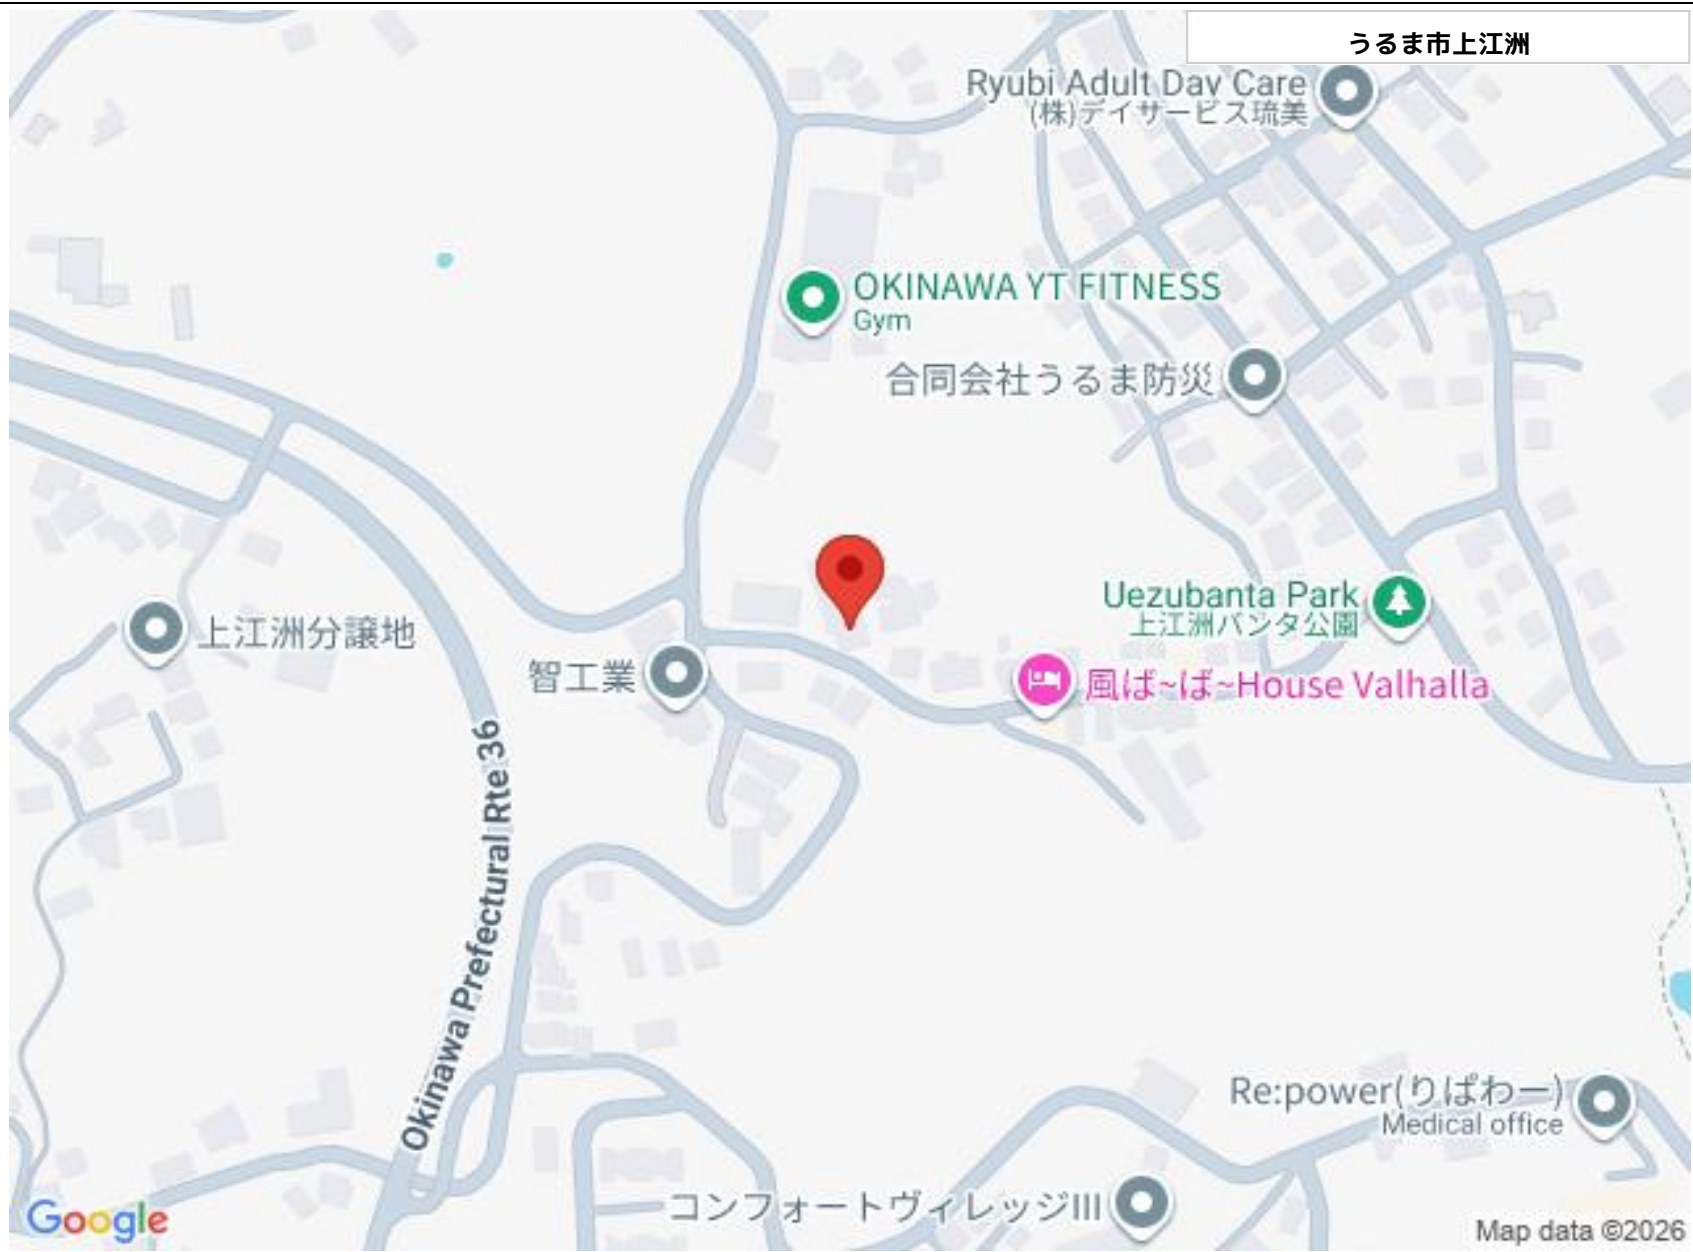 うるま市上江洲
Ryubi Adult Day Care
(株)デイサービス琉美
OKINAWA YT FITNESS
Gym
合同会社うるま防災
Uezubanta Park
上江洲バンタ公園
上江洲分譲地
智工業
風ば~ば~House Valhalla
Okinawa Prefectural Rte 36
Re:power(りぱわー)
Medical office
コンフォートヴィレッジIII
Google
Map data ©2026